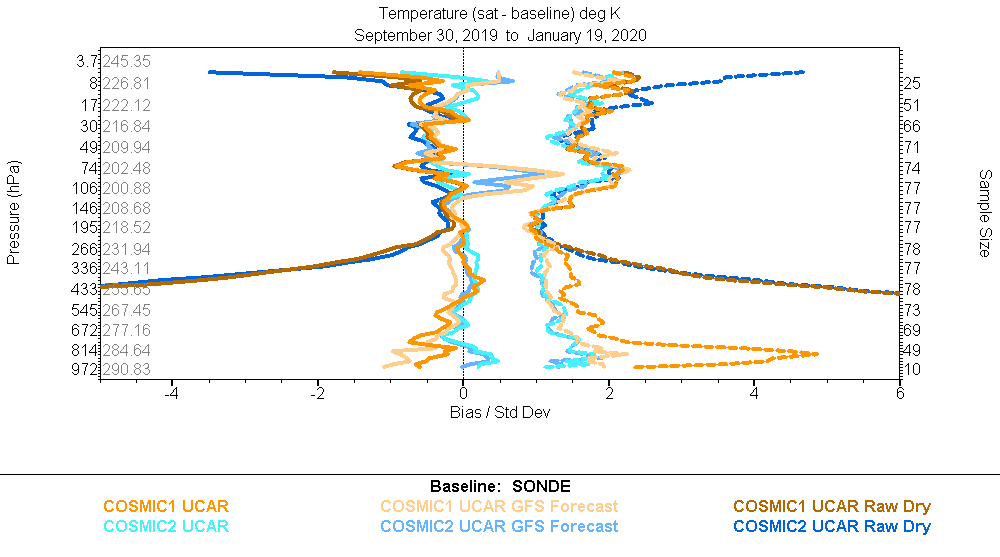 Temperature (sat - baseline) deg K
September 30, 2019 to January 19, 2020
3.7 245.35
8 226.81 25
17 222.12 51
30 216.84 66
49 209.94 71
74 202.48 74
106 200.88 77
146 208.68 77
195 218.52 77
266 231.94 78
336 243.11 77
433 78
545 267.45 73
672 277.16 69
814 284.64 49
972 290.83 10
Pressure (hPa)
Sample Size
-4 -2 0 2 4 6
Bias / Std Dev
Baseline: SONDE
COSMIC1 UCAR COSMIC1 UCAR GFS Forecast COSMIC1 UCAR Raw Dry
COSMIC2 UCAR COSMIC2 UCAR GFS Forecast COSMIC2 UCAR Raw Dry